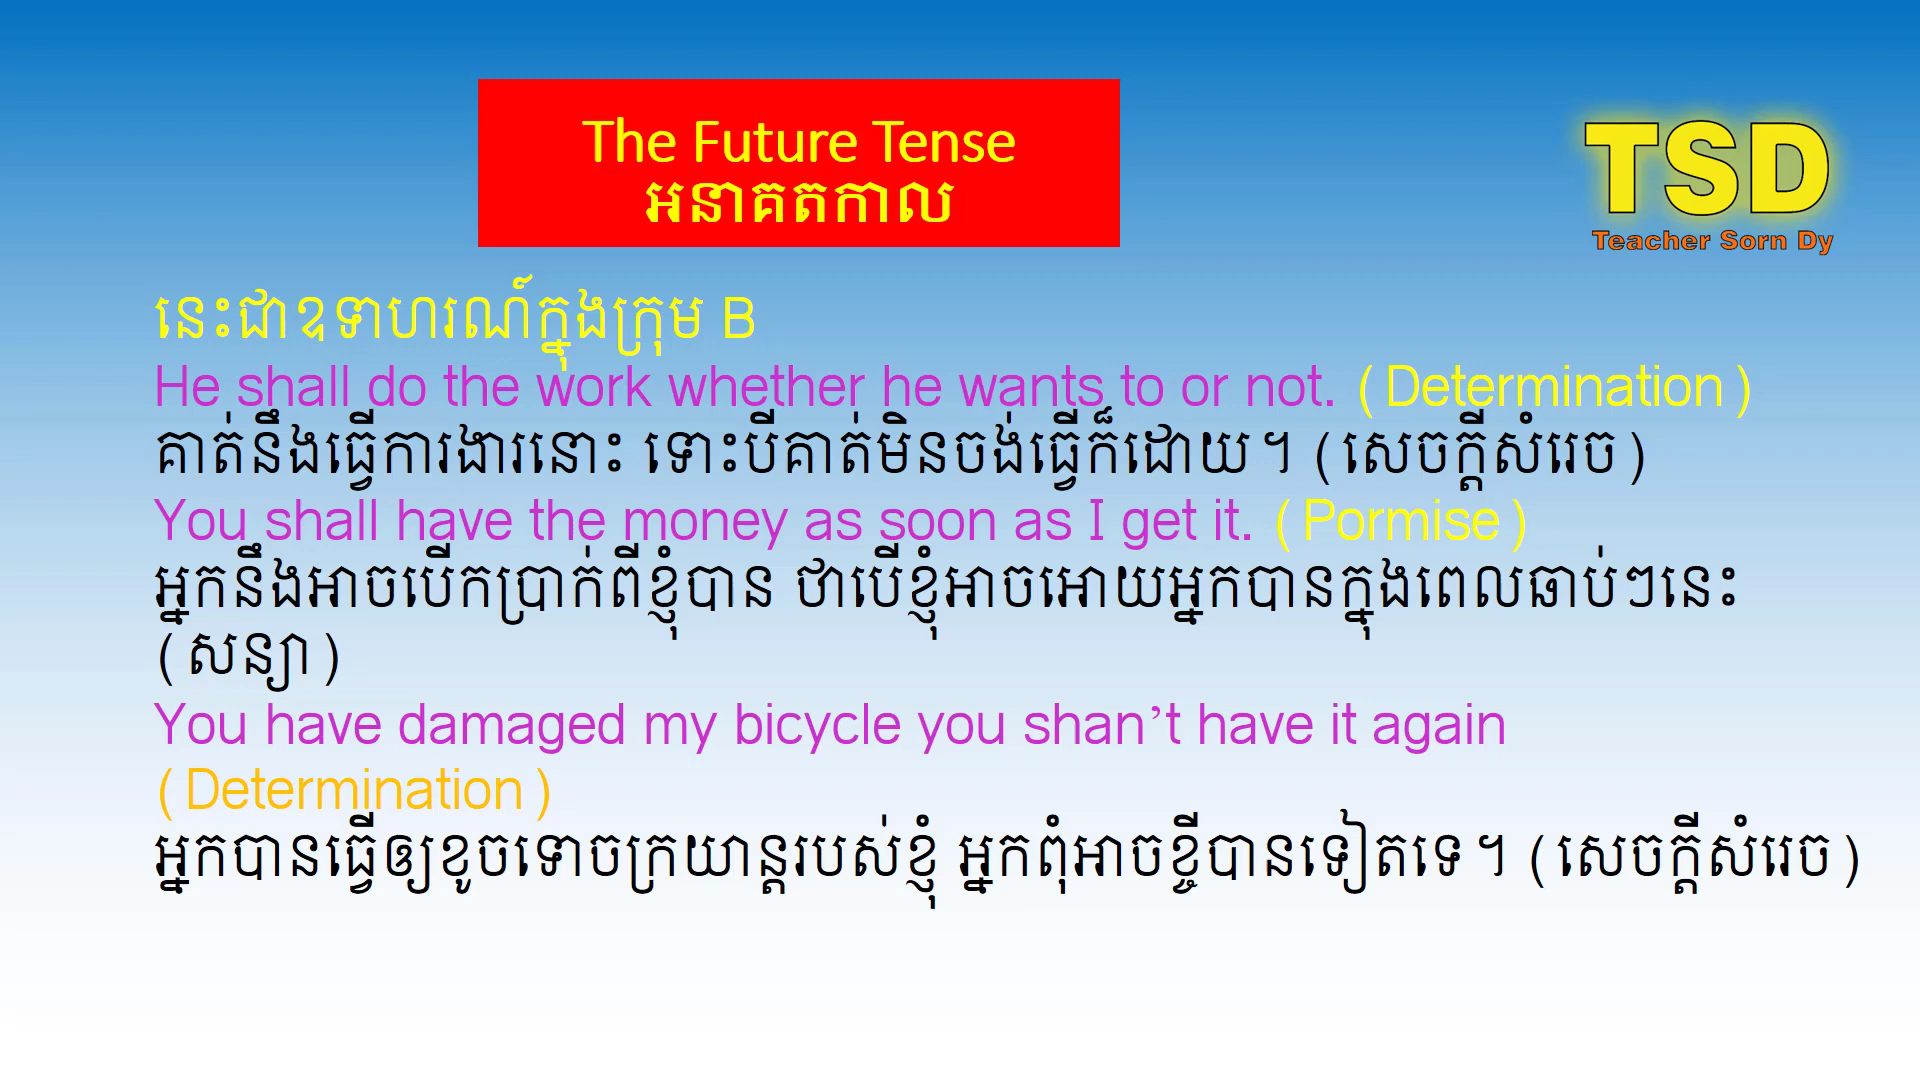 The Future Tense
អនាគតកាល
TSD
Teacher Sorn Dy
នេះជាឧទាហរណ៍ក្នុងក្រុម B
He shall do the work whether he wants to or not. (Determination)
គាត់នឹងធ្វើការងារនោះ ទោះបីគាត់មិនចង់ធ្វើក៏ដោយ។ (សេចក្តីសំរេច)
You shall have the money as soon as I get it. (Pormise)
អ្នកនឹងអាចបើកប្រាក់ពីខ្ញុំបាន ថាបើខ្ញុំអាចអោយអ្នកបានក្នុងពេលឆាប់ៗនេះ
(សន្យា)
You have damaged my bicycle you shan’t have it again
(Determination)
អ្នកបានធ្វើឲ្យខូចទោចក្រយាន្តរបស់ខ្ញុំ អ្នកពុំអាចខ្ចីបានទៀតទេ។ (សេចក្តីសំរេច)